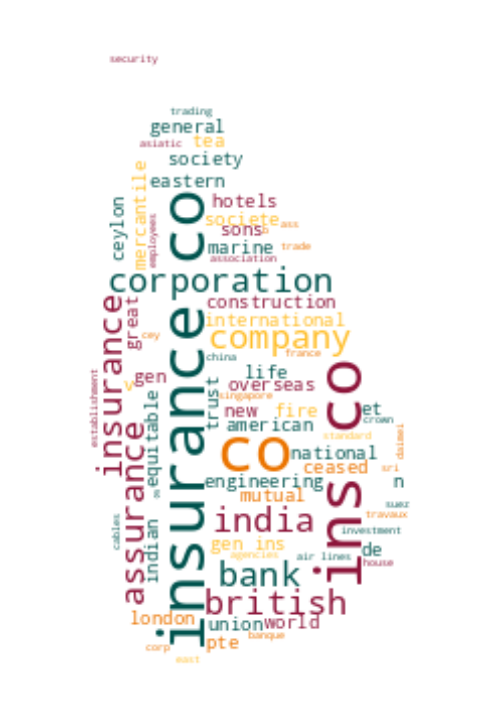 security
trading
general
asiatic
tea
society
mercantile
eastern
employees
ceylon
hotels
societe
ass
sons
marine
trade
association
insurance co
corporation
insurance
great
construction
international
cey
company
china
france
life
gen
v
overseas
singapore
trust
ins co
et
new
fire
crown
american
establishment
equitable
standard
daimei
co
national
ceased
sri
assurance
engineering
n
mutual
suez
india
travaux
indian
cables
investment
gen ins
de
agencies
air lines
house
bank
british
london
union
world
banque
pte
corp
east